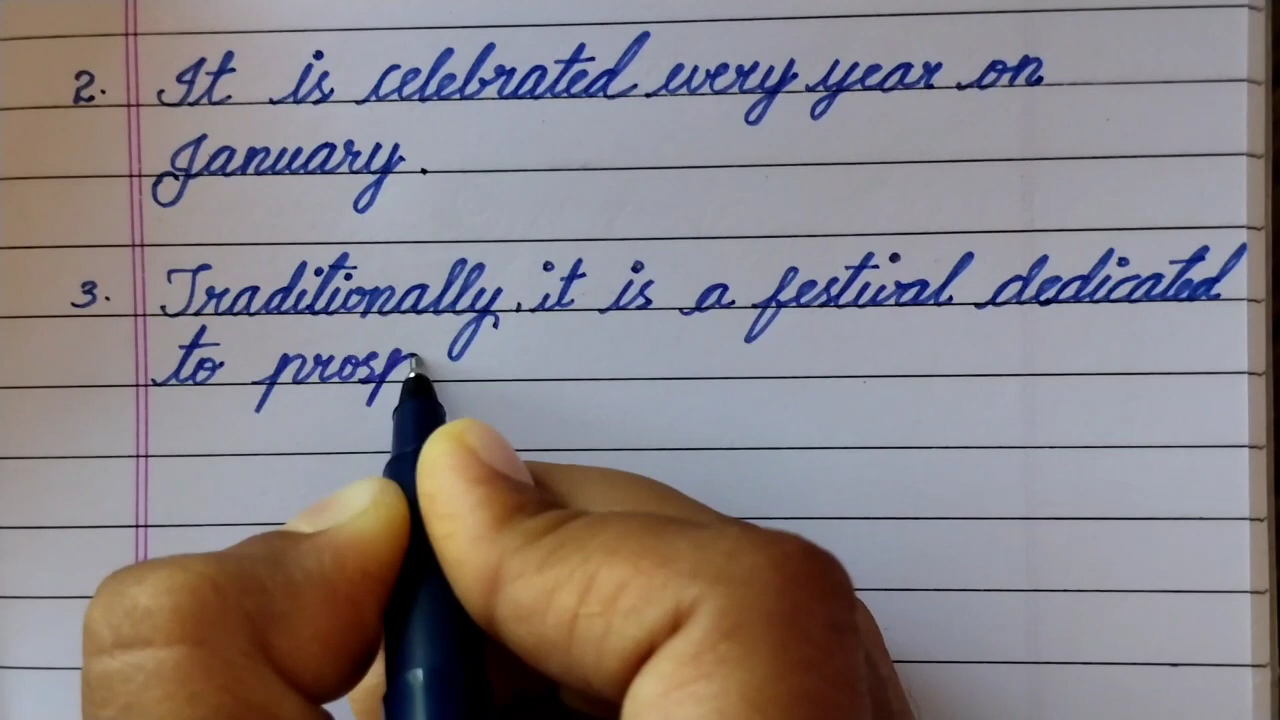 2. It is celebrated every year on
January.
3. Traditionally, it is a festival dedicated
to prosp